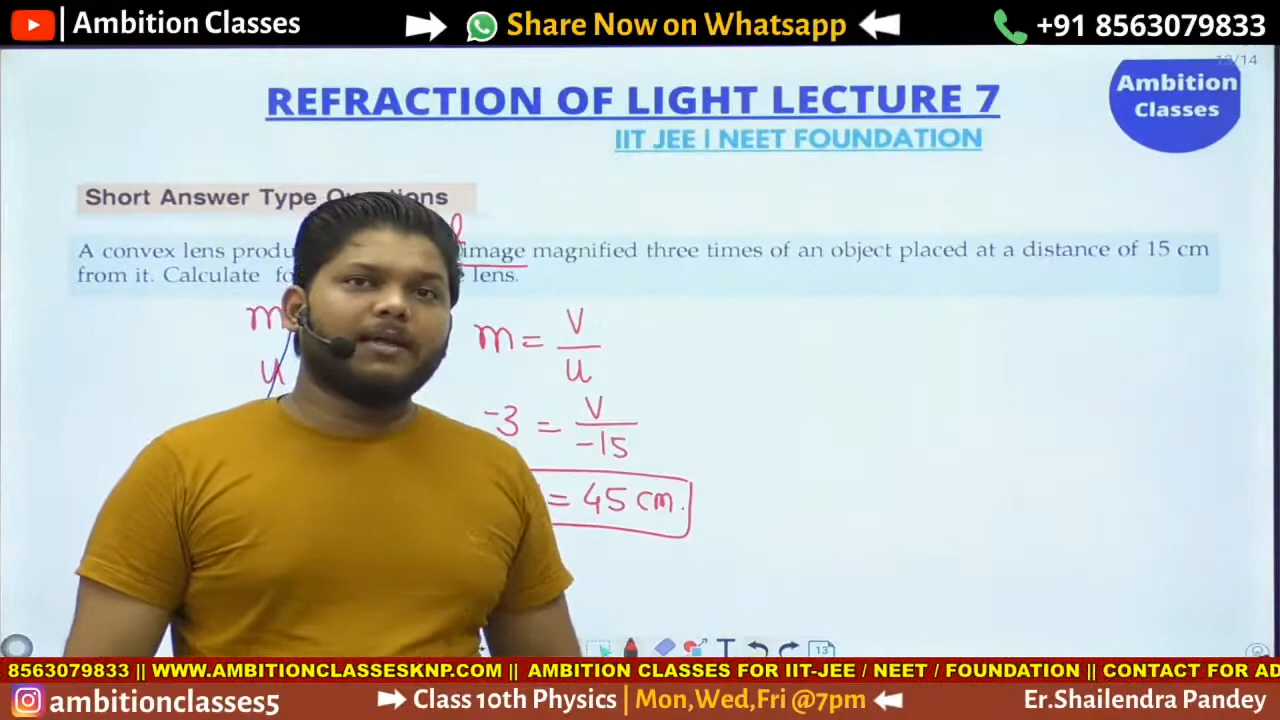 Ambition Classes
Share Now on Whatsapp
+91 8563079833
13/14
REFRACTION OF LIGHT LECTURE 7
IIT JEE | NEET FOUNDATION
Ambition
Classes
Short Answer Type
A convex lens image magnified three times of an object placed at a distance of 15 cm
from it. Calculate lens.
m
u
m = v/u
-3 = v/-15
= 45 cm.
13
8563079833 || WWW.AMBITIONCLASSESKNP.COM || AMBITION CLASSES FOR IIT-JEE / NEET / FOUNDATION || CONTACT FOR
ambitionclasses5
Class 10th Physics | Mon,Wed,Fri @7pm
Er.Shailendra Pandey